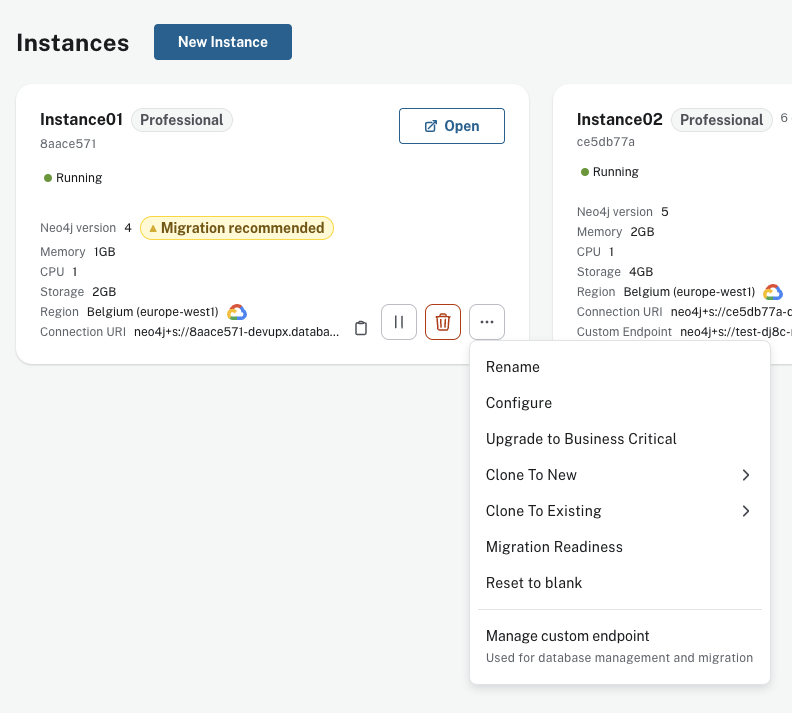 Instances
New Instance
Instance01 Professional
Open
8aace571
Running
Neo4j version 4 Migration recommended
Memory 1GB
CPU 1
Storage 2GB
Region Belgium (europe-west1)
Connection URI neo4j+s://8aace571-devupx.databa...
Instance02 Professional 6
ce5db77a
Running
Neo4j version 5
Memory 2GB
CPU 1
Storage 4GB
Region Belgium (europe-west1)
Connection URI neo4j+s://ce5db77a-d
Custom Endpoint neo4j+s://test-dj8c-
Rename
Configure
Upgrade to Business Critical
Clone To New
Clone To Existing
Migration Readiness
Reset to blank
Manage custom endpoint
Used for database management and migration